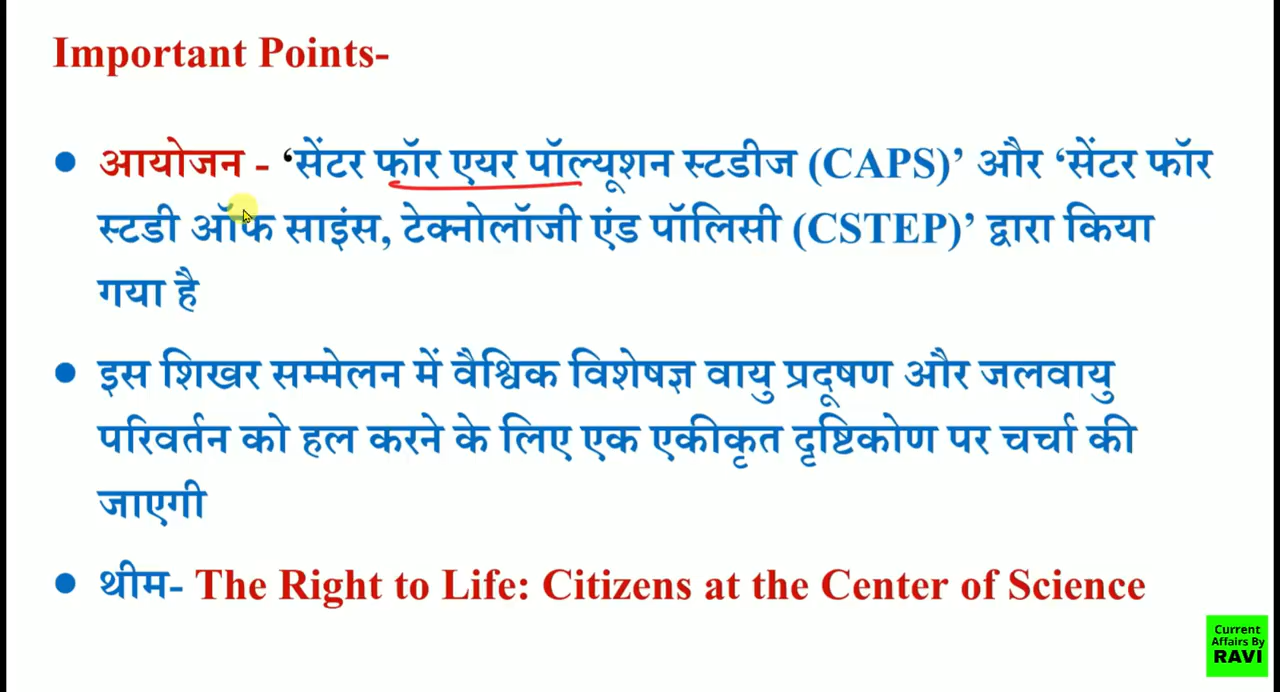 Important Points-
आयोजन - ‘सेंटर फॉर एयर पॉल्यूशन स्टडीज (CAPS)’ और ‘सेंटर फॉर
स्टडी ऑफ साइंस, टेक्नोलॉजी एंड पॉलिसी (CSTEP)’ द्वारा किया
गया है
इस शिखर सम्मेलन में वैश्विक विशेषज्ञ वायु प्रदूषण और जलवायु
परिवर्तन को हल करने के लिए एक एकीकृत दृष्टिकोण पर चर्चा की
जाएगी
थीम- The Right to Life: Citizens at the Center of Science
Current
Affairs By
RAVI